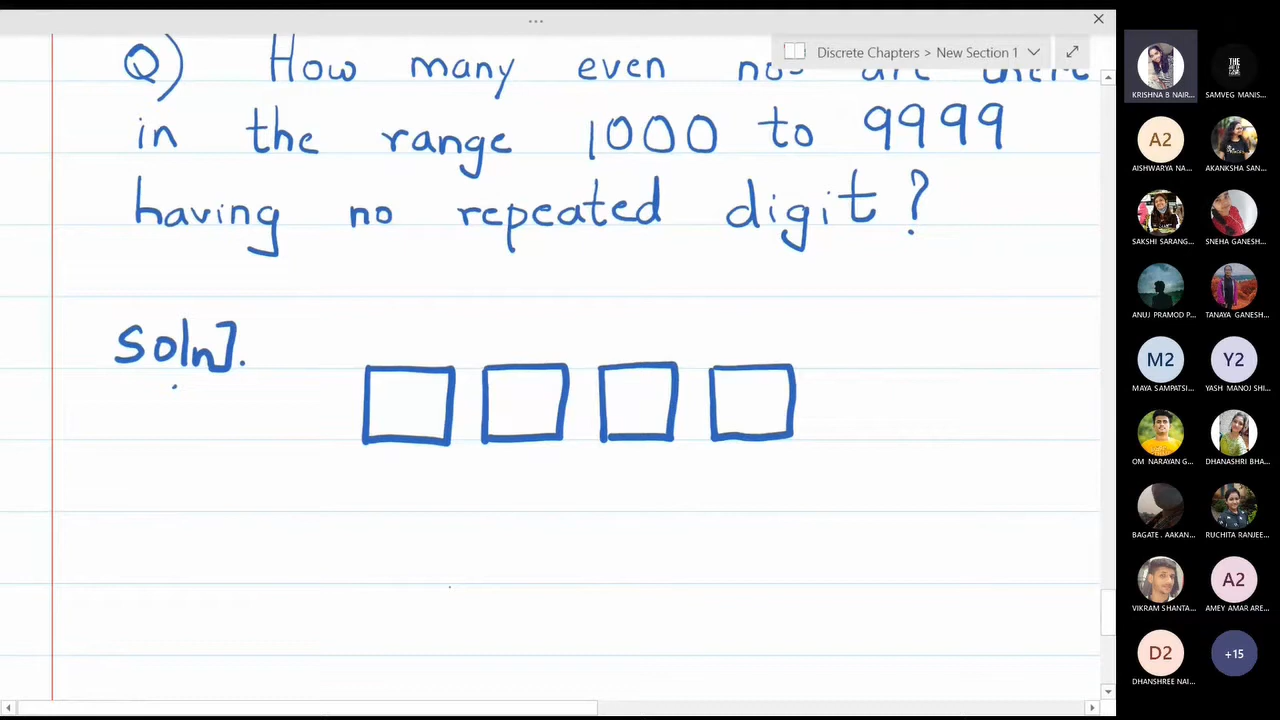 Discrete Chapters > New Section 1
Q) How many even nos are there
in the range 1000 to 9999
having no repeated digit ?
Soln].
KRISHNA B NAIR...
SAMVEG MANIS...
A2
AISHWARYA NA...
AKANKSHA SAN...
SAKSHI SARANG...
SNEHA GANESH...
ANUJ PRAMOD P...
TANAYA GANESH...
M2
MAYA SAMPATSI...
Y2
YASH MANOJ SHI...
OM NARAYAN G...
DHANASHRI BHA...
BAGATE . AAKAN...
RUCHITA RANJEE...
VIKRAM SHANTA...
A2
AMEY AMAR ARE...
D2
DHANSHREE NAI...
+15